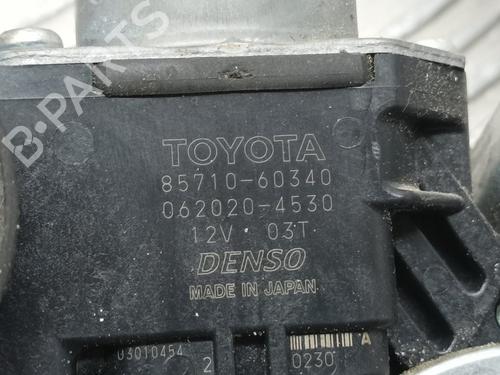 B-PARTS
TOYOTA
85710-60340
062020-4530
12V 03T
DENSO
MADE IN JAPAN
03010454 2
0230 A